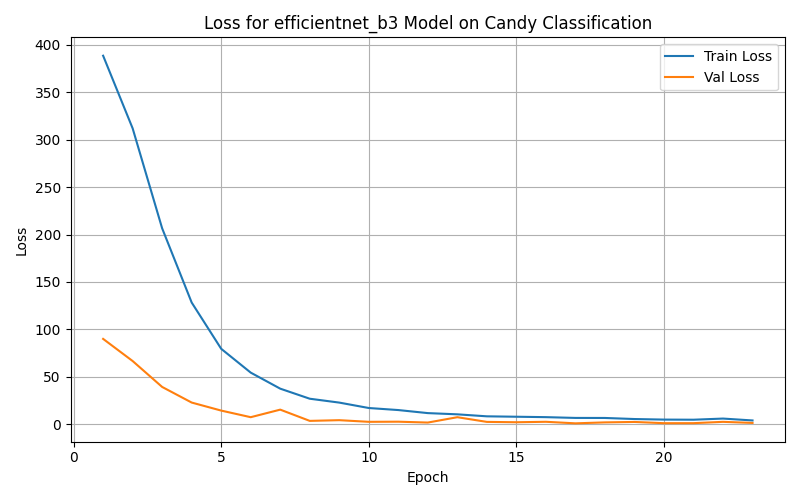 Loss for efficientnet_b3 Model on Candy Classification
Train Loss
Val Loss
Loss
400
350
300
250
200
150
100
50
0
0 5 10 15 20
Epoch